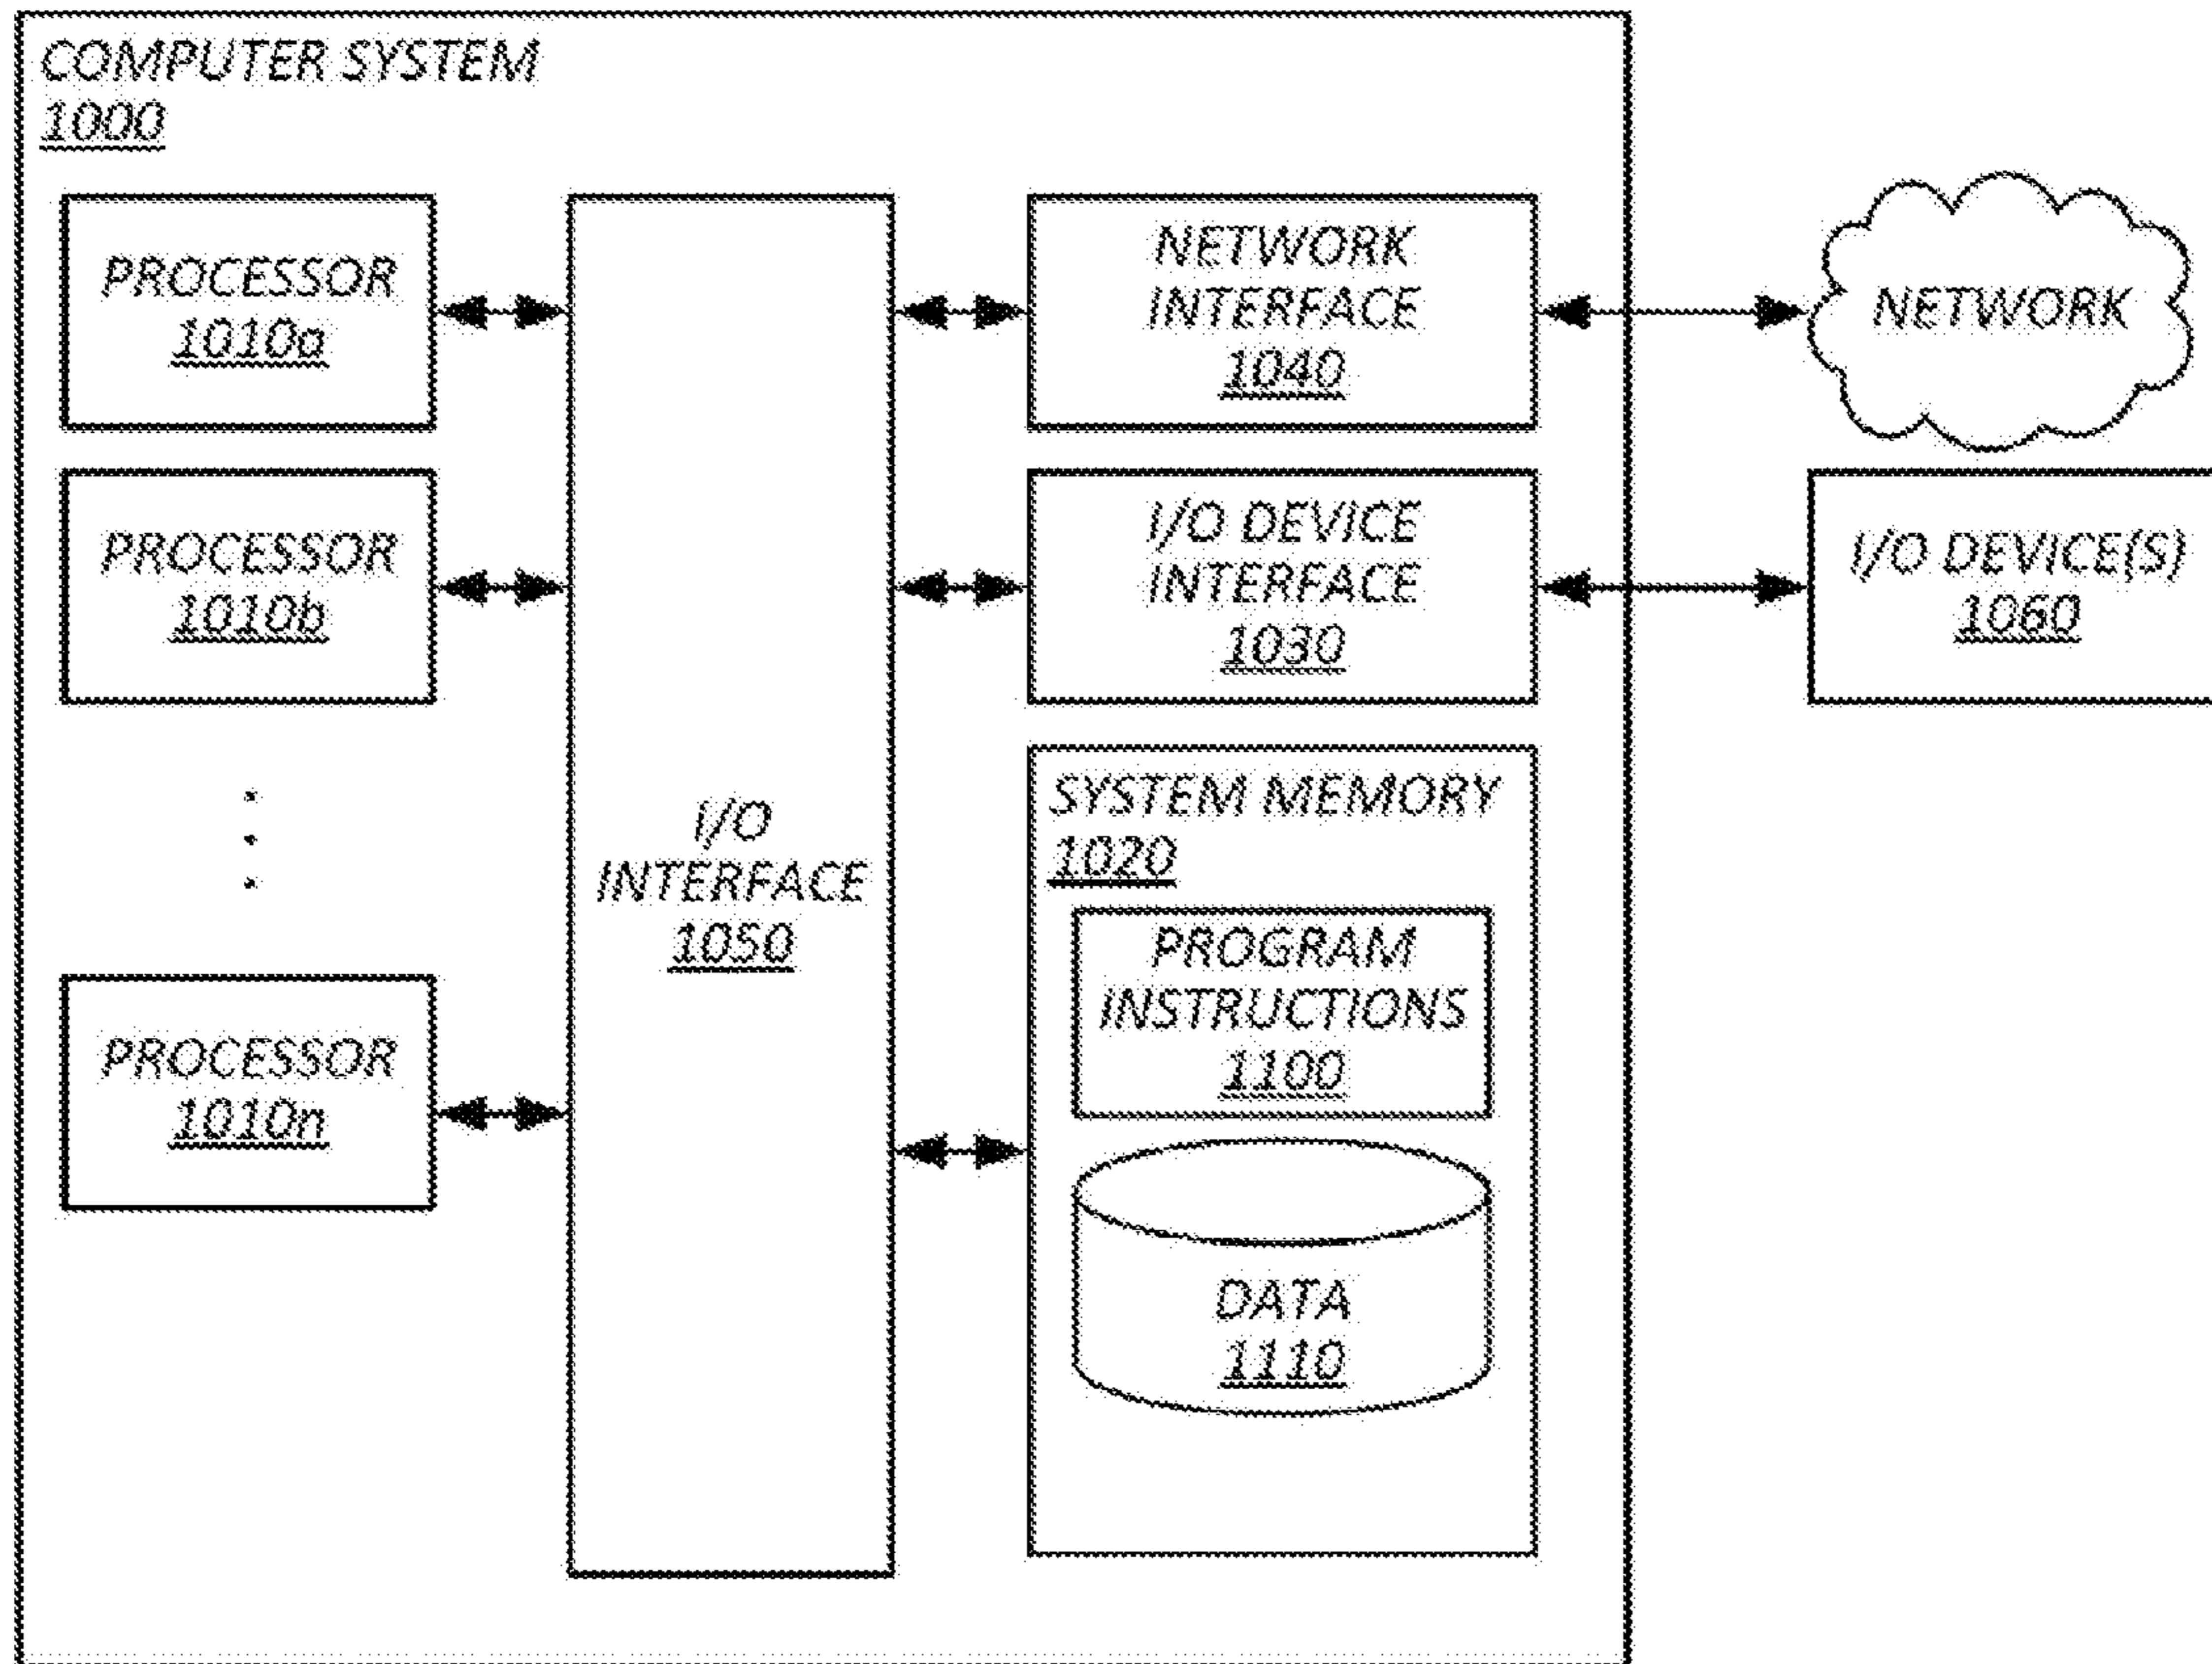 COMPUTER SYSTEM
1000
PROCESSOR
1010a
PROCESSOR
1010b
PROCESSOR
1010n
I/O
INTERFACE
1050
NETWORK
INTERFACE
1040
I/O DEVICE
INTERFACE
1030
SYSTEM MEMORY
1020
PROGRAM
INSTRUCTIONS
1100
DATA
1110
NETWORK
I/O DEVICE(S)
1060